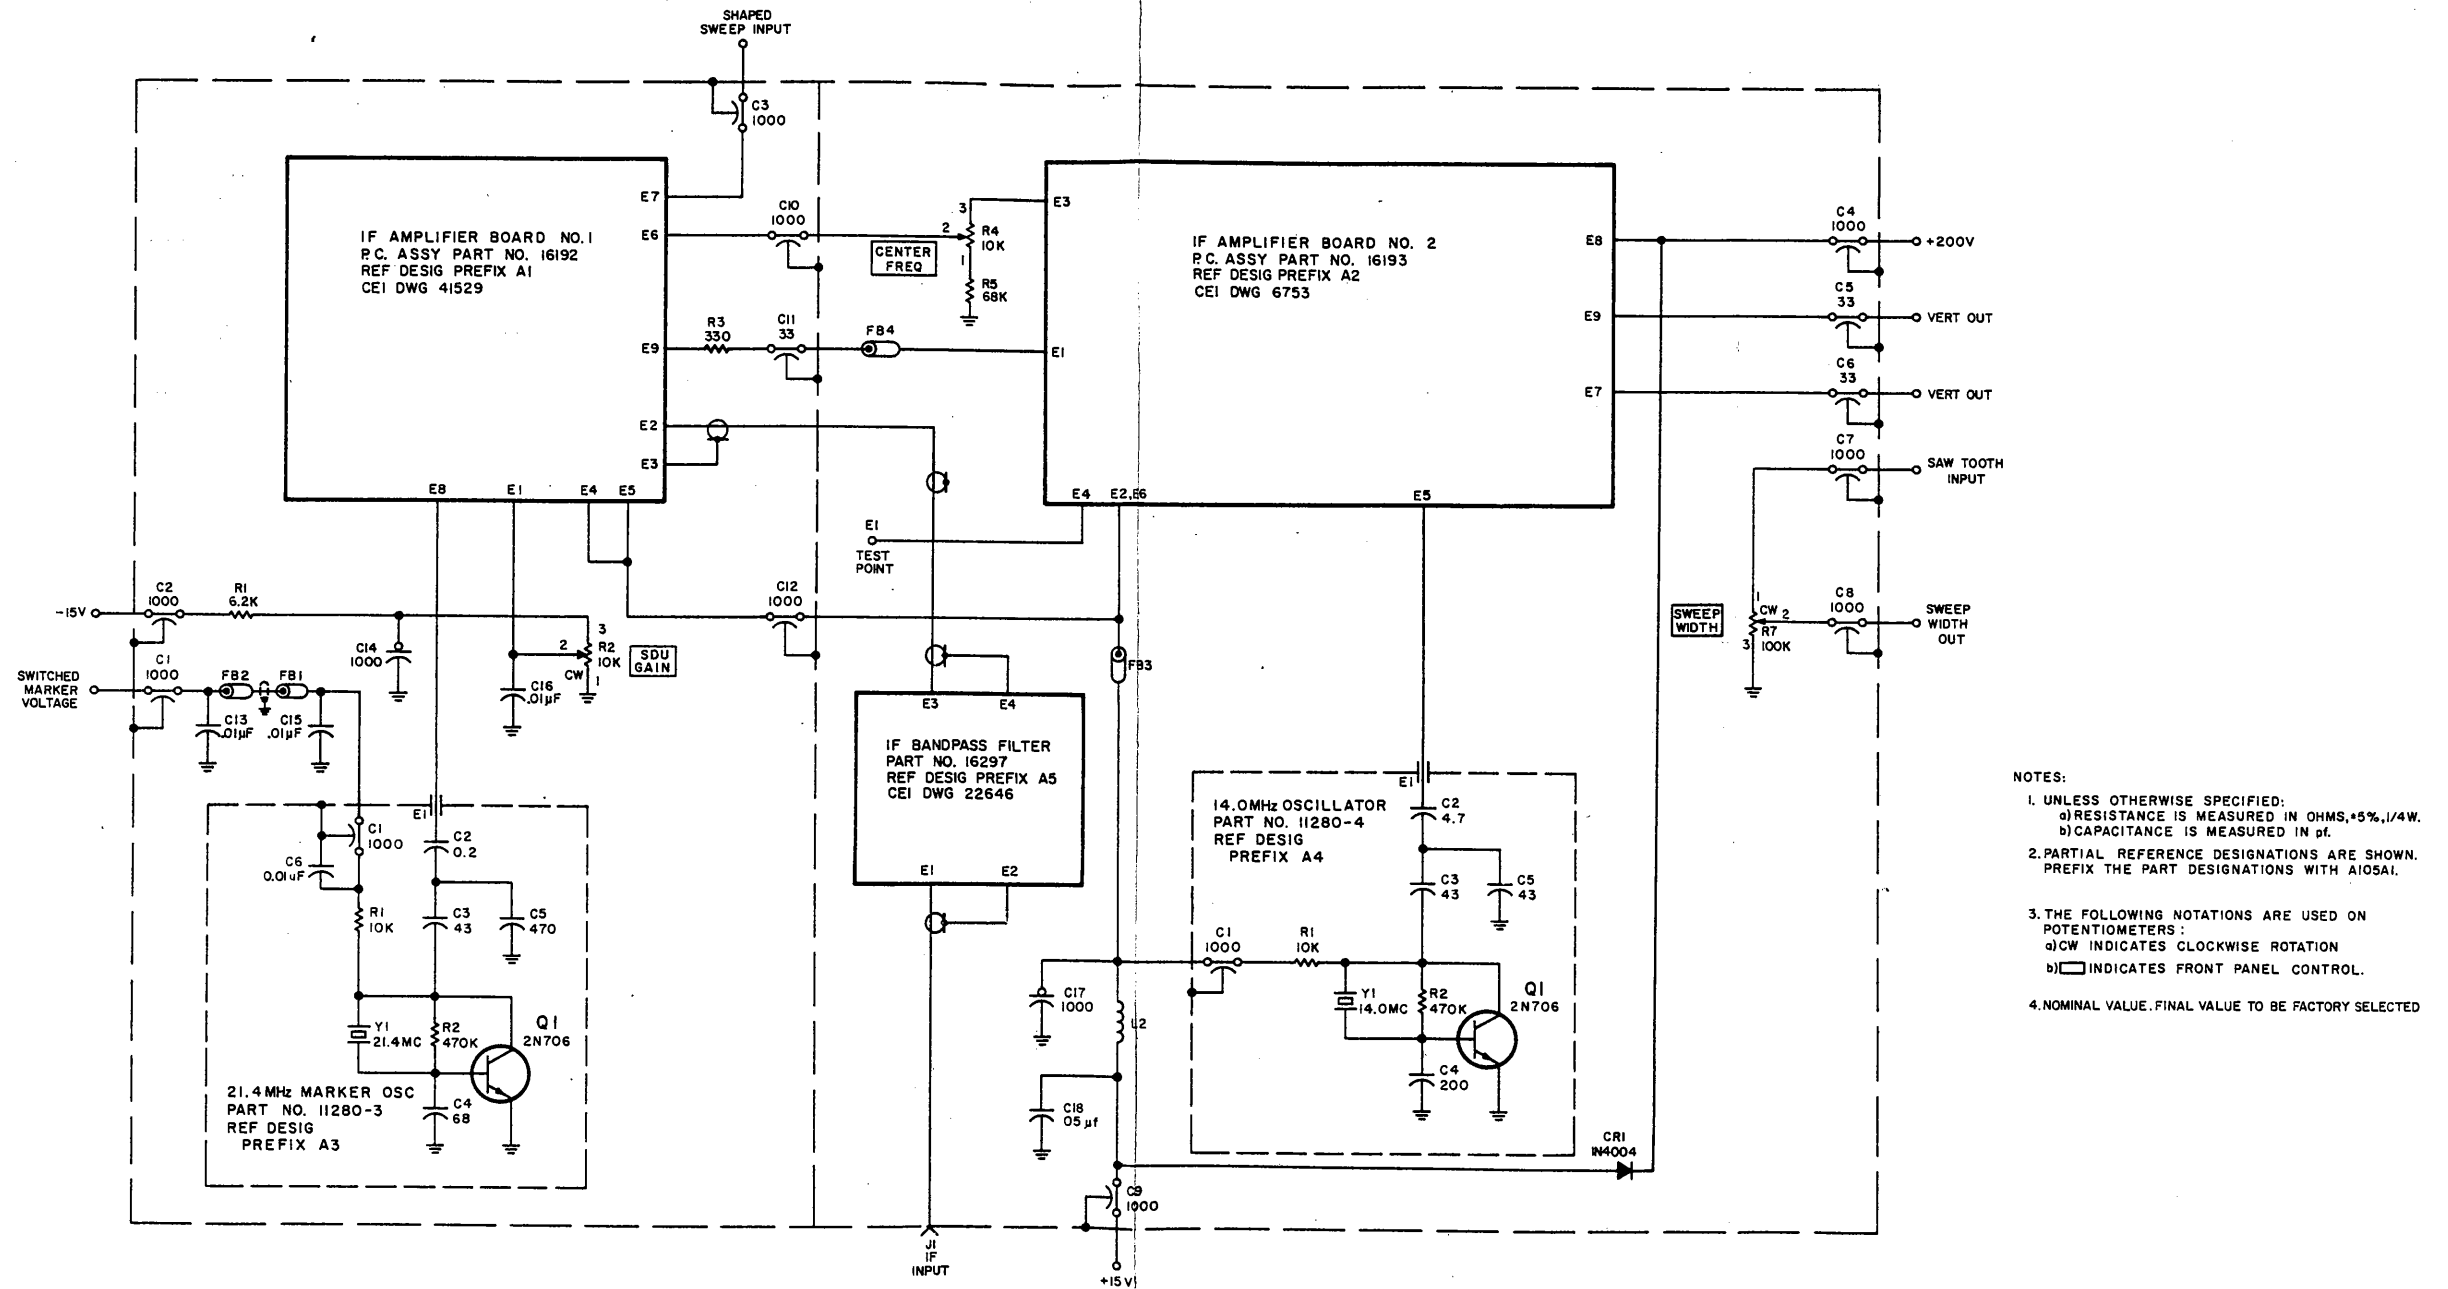 SHAPED
SWEEP INPUT
C3
1000
E7
E6
E9
E2
E3
E8
E1
E4
E5
IF AMPLIFIER BOARD NO. 1
P.C. ASSY PART NO. 16192
REF DESIG PREFIX A1
CEI DWG 41529
C10
1000
R3
330
C11
33
FB4
CENTER
FREQ
3
2
1
R4
10K
R5
68K
E3
E1
IF AMPLIFIER BOARD NO. 2
P.C. ASSY PART NO. 16193
REF DESIG PREFIX A2
CEI DWG 6753
E8
E9
E7
E4
E2,E6
E5
C4
1000
+200V
C5
33
VERT OUT
C6
33
VERT OUT
C7
1000
SAW TOOTH
INPUT
C8
1000
SWEEP
WIDTH
OUT
SWEEP
WIDTH
1
CW
2
R7
3
100K
E1
TEST
POINT
-15V
C2
1000
R1
6.2K
C14
1000
3
2
R2
10K
CW
1
SDU
GAIN
C16
.01µF
C12
1000
FB3
SWITCHED
MARKER
VOLTAGE
C1
1000
FB2
FB1
C13
.01µF
C15
.01µF
E1
C1
1000
C6
0.01uF
C2
0.2
R1
10K
C3
43
C5
470
Y1
21.4MC
R2
470K
Q1
2N706
C4
68
21.4MHz MARKER OSC
PART NO. 11280-3
REF DESIG
PREFIX A3
E3
E4
IF BANDPASS FILTER
PART NO. 16297
REF DESIG PREFIX A5
CEI DWG 22646
E1
E2
J1
IF
INPUT
C17
1000
L2
C18
05µf
C9
1000
+15V
E1
14.0MHz OSCILLATOR
PART NO. 11280-4
REF DESIG
PREFIX A4
C2
4.7
C3
43
C5
43
C1
1000
R1
10K
Y1
14.0MC
R2
470K
Q1
2N706
C4
200
CR1
1N4004
NOTES:
1. UNLESS OTHERWISE SPECIFIED:
a) RESISTANCE IS MEASURED IN OHMS, ±5%, 1/4W.
b) CAPACITANCE IS MEASURED IN pf.
2. PARTIAL REFERENCE DESIGNATIONS ARE SHOWN.
PREFIX THE PART DESIGNATIONS WITH A105A1.
3. THE FOLLOWING NOTATIONS ARE USED ON
POTENTIOMETERS:
a) CW INDICATES CLOCKWISE ROTATION
b) INDICATES FRONT PANEL CONTROL.
4. NOMINAL VALUE. FINAL VALUE TO BE FACTORY SELECTED